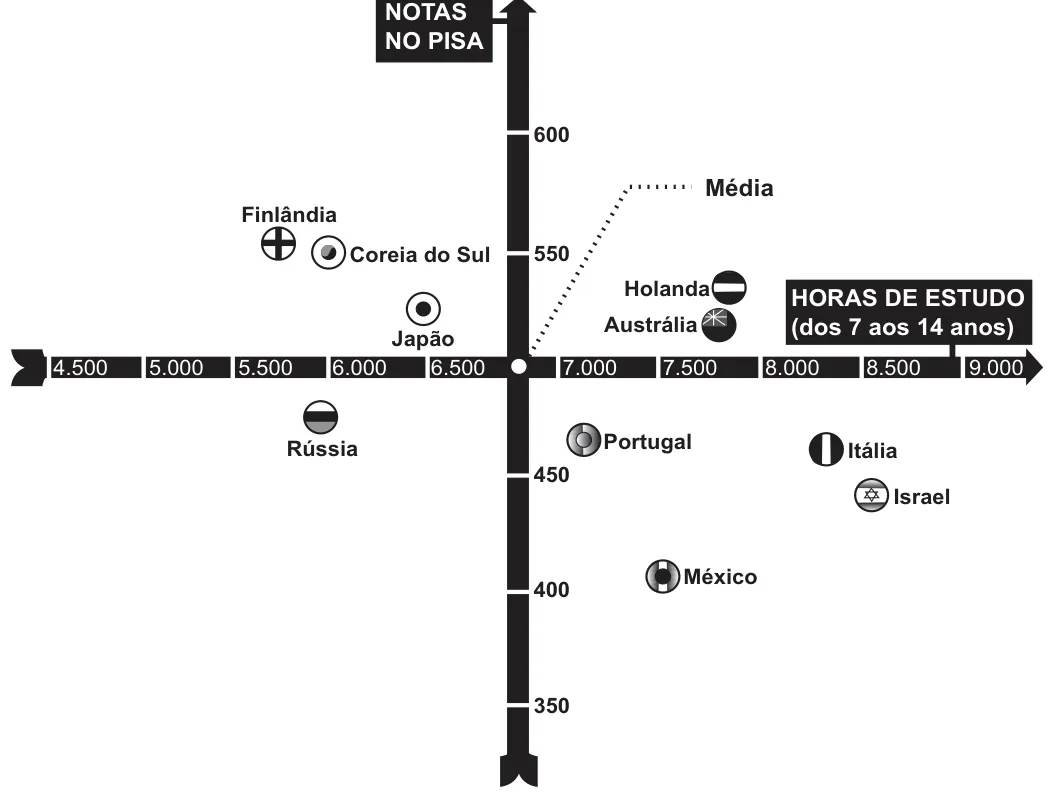 NOTAS
NO PISA
600
Média
Finlândia
Coreia do Sul
550
Holanda
HORAS DE ESTUDO
(dos 7 aos 14 anos)
Austrália
Japão
4.500 5.000 5.500 6.000 6.500 7.000 7.500 8.000 8.500 9.000
Rússia
Portugal
Itália
450
Israel
México
400
350